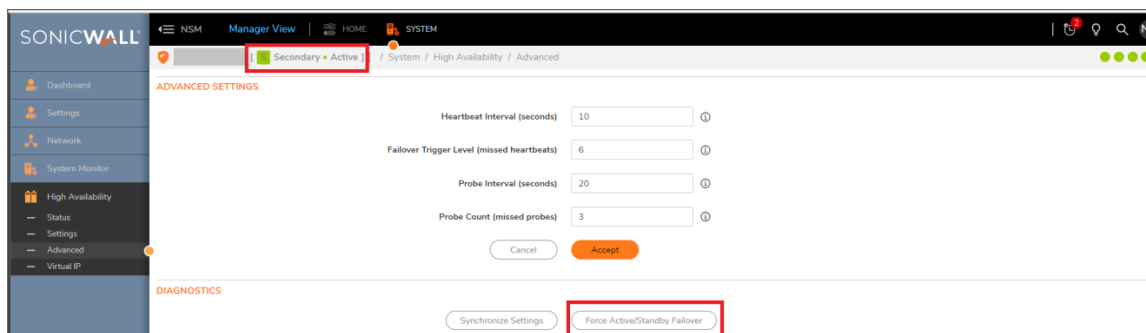 SONICWALL
NSM Manager View HOME SYSTEM 2
[ S Secondary • Active ] / System / High Availability / Advanced
Dashboard
Settings
Network
System Monitor
High Availability
Status
Settings
Advanced
Virtual IP
ADVANCED SETTINGS
Heartbeat Interval (seconds) 10
Failover Trigger Level (missed heartbeats) 6
Probe Interval (seconds) 20
Probe Count (missed probes) 3
Cancel Accept
DIAGNOSTICS
Synchronize Settings Force Active/Standby Failover